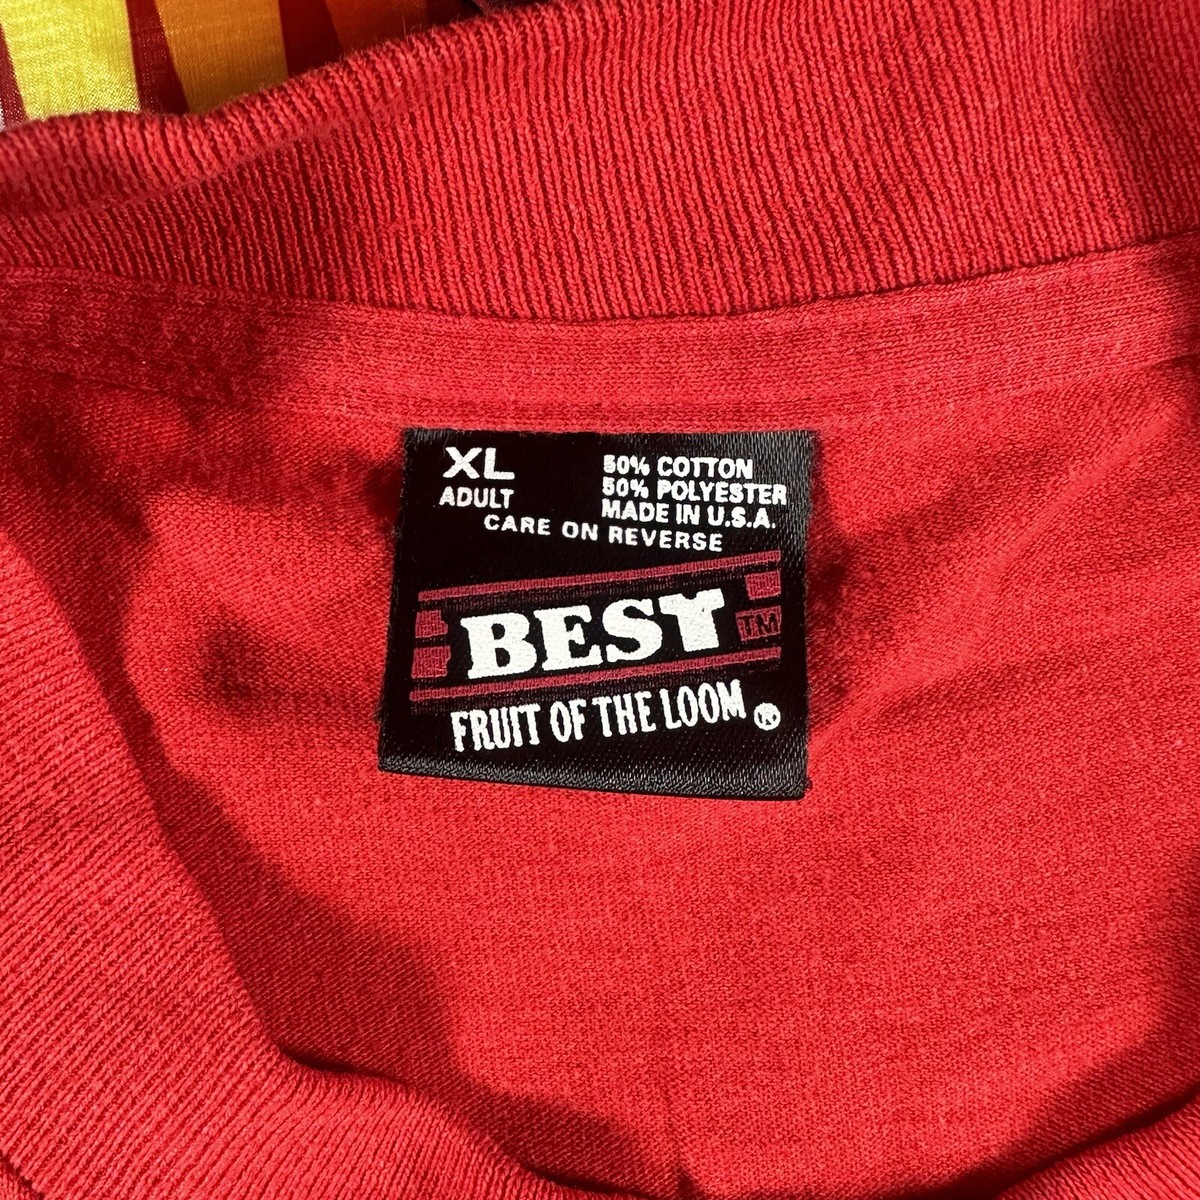 XL
ADULT
50% COTTON
50% POLYESTER
MADE IN U.S.A.
CARE ON REVERSE
BEST TM
FRUIT OF THE LOOM ®